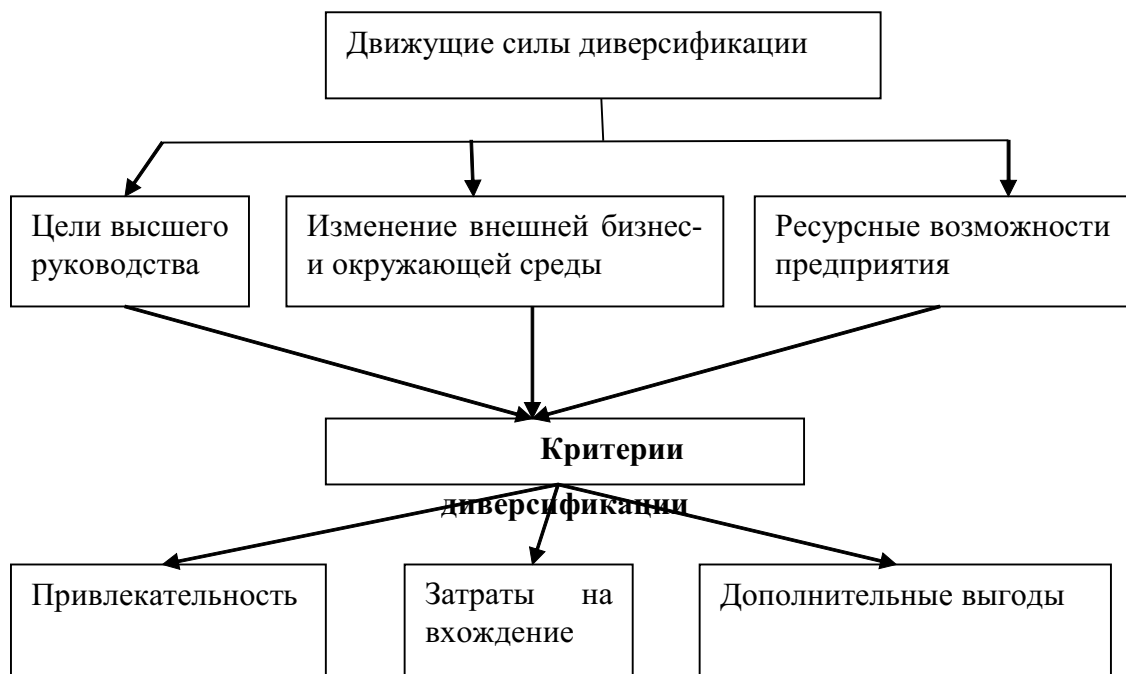 Движущие силы диверсификации
Цели высшего
руководства
Изменение внешней бизнес-
и окружающей среды
Ресурсные возможности
предприятия
Критерии
диверсификации
Привлекательность
Затраты на
вхождение
Дополнительные выгоды